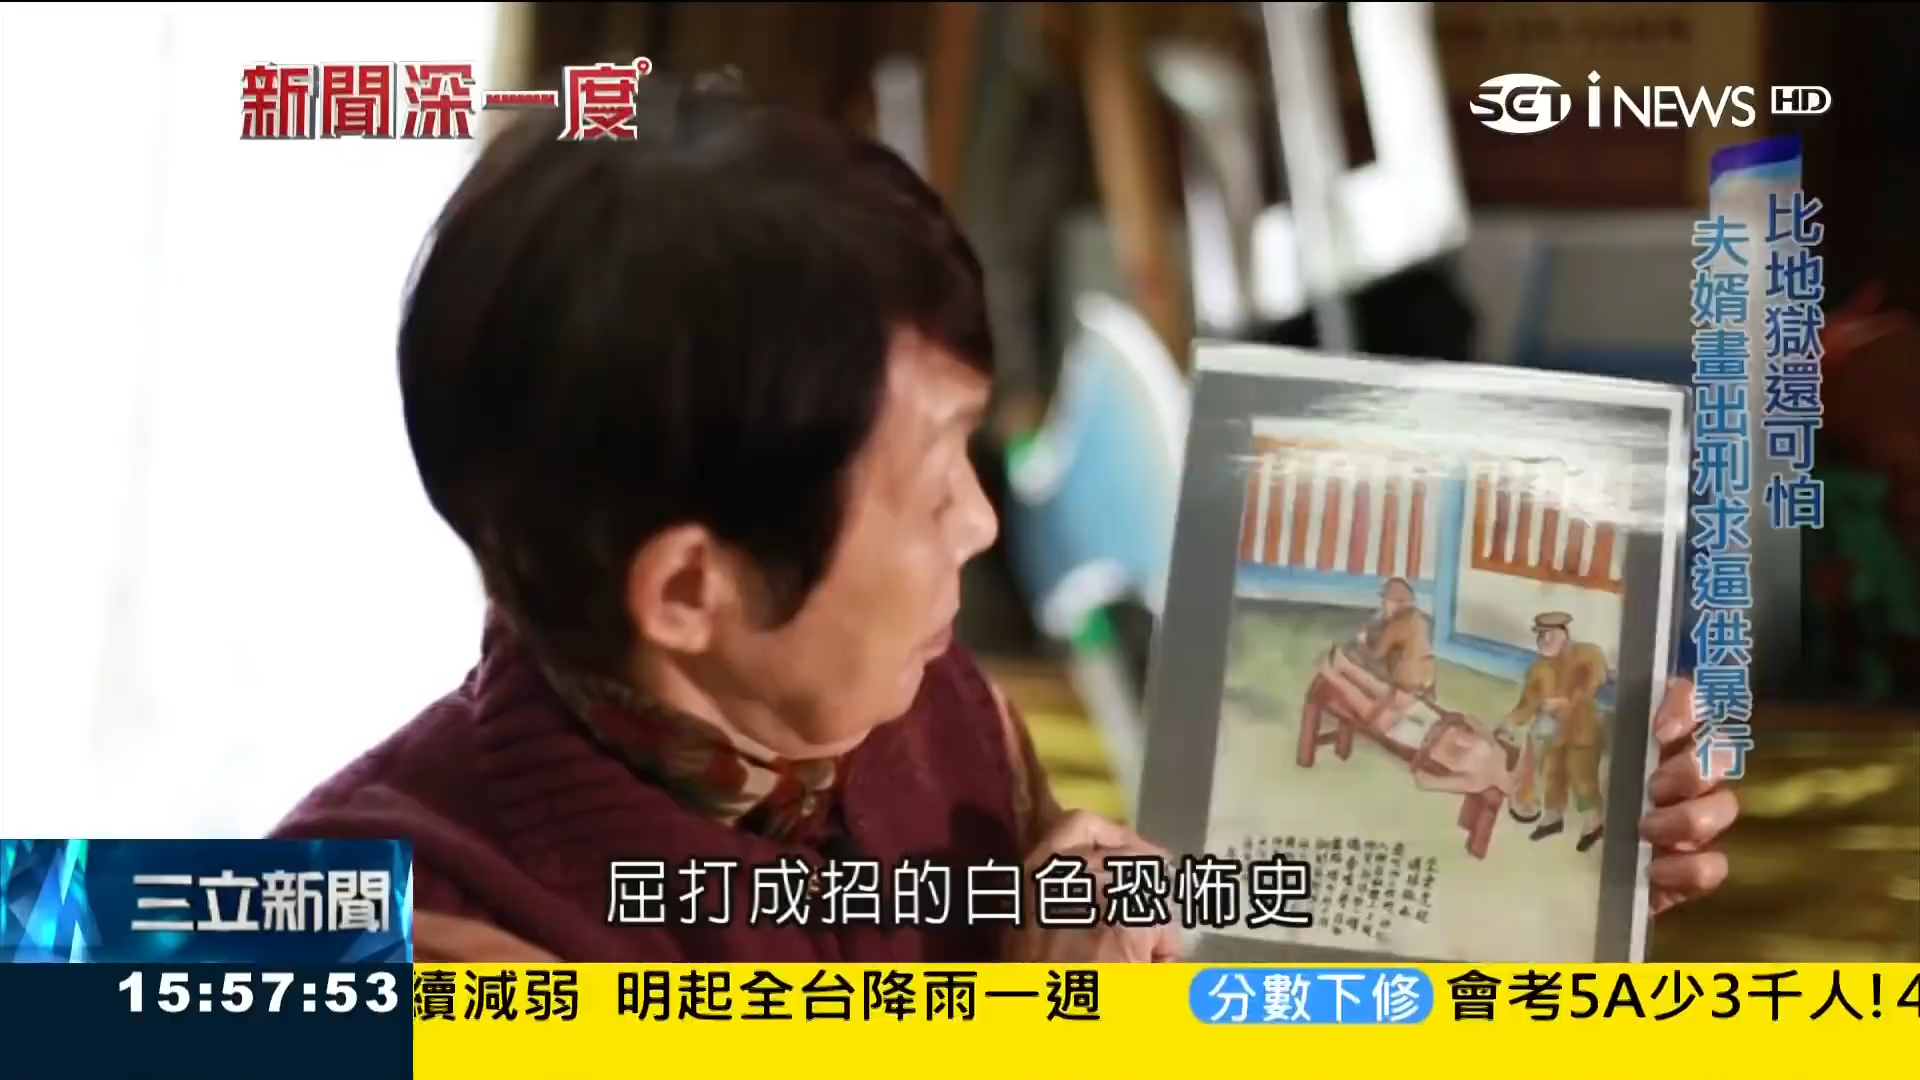 新聞深一度
SET iNEWS HD
比地獄還可怕
夫婿畫出刑求逼供暴行
屈打成招的白色恐怖史
三立新聞
15:57:53
續減弱 明起全台降雨一週 分數下修 會考5A少3千人!4